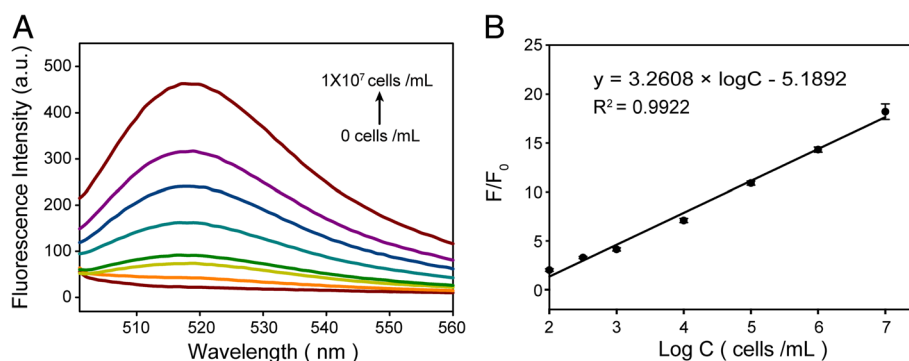 A
Fluorescence Intensity (a.u.)
500
400
300
200
100
0
1X10⁷ cells /mL
0 cells /mL
510
520
530
540
550
560
Wavelength ( nm )
B
F/F₀
25
20
15
10
5
0
y = 3.2608 × logC - 5.1892
R² = 0.9922
2
3
4
5
6
7
Log C ( cells /mL )